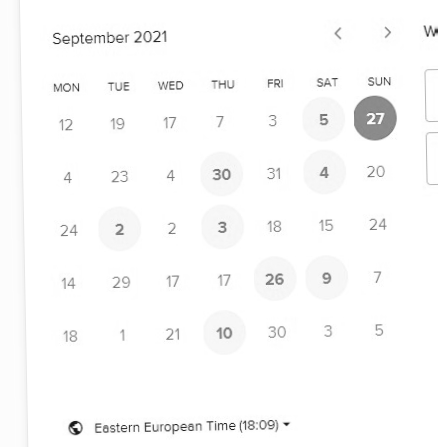 September 2021
MON TUE WED THU FRI SAT SUN
12 19 17 7 3 5 27
4 23 4 30 31 4 20
24 2 2 3 18 15 24
14 29 17 17 26 9 7
18 1 21 10 30 3 5
Eastern European Time (18:09)